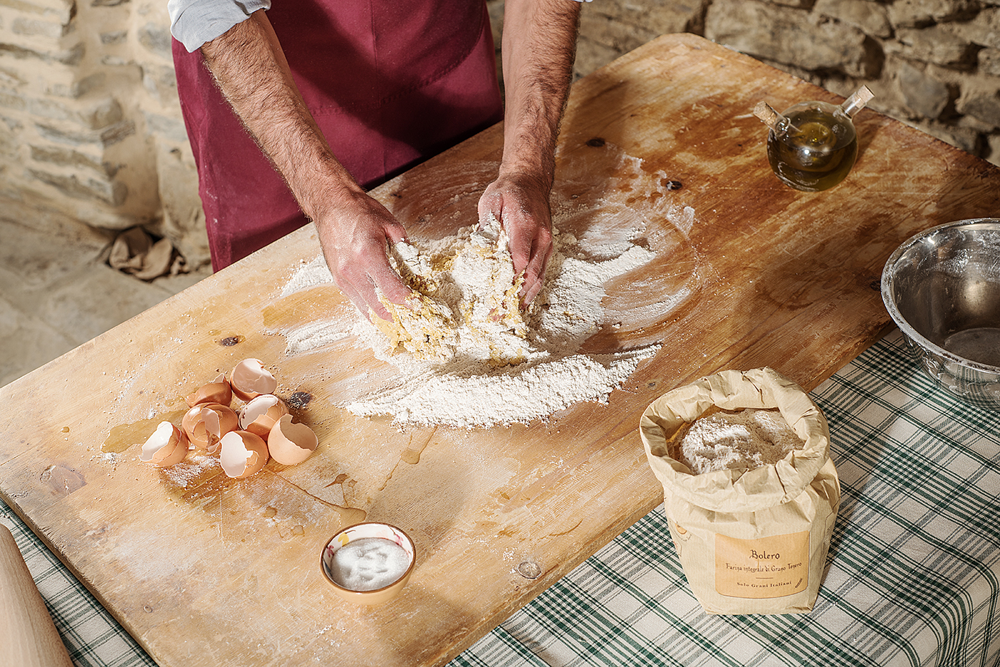 Bolero
Farina integrale di Grano Tenero
Solo Grani Italiani